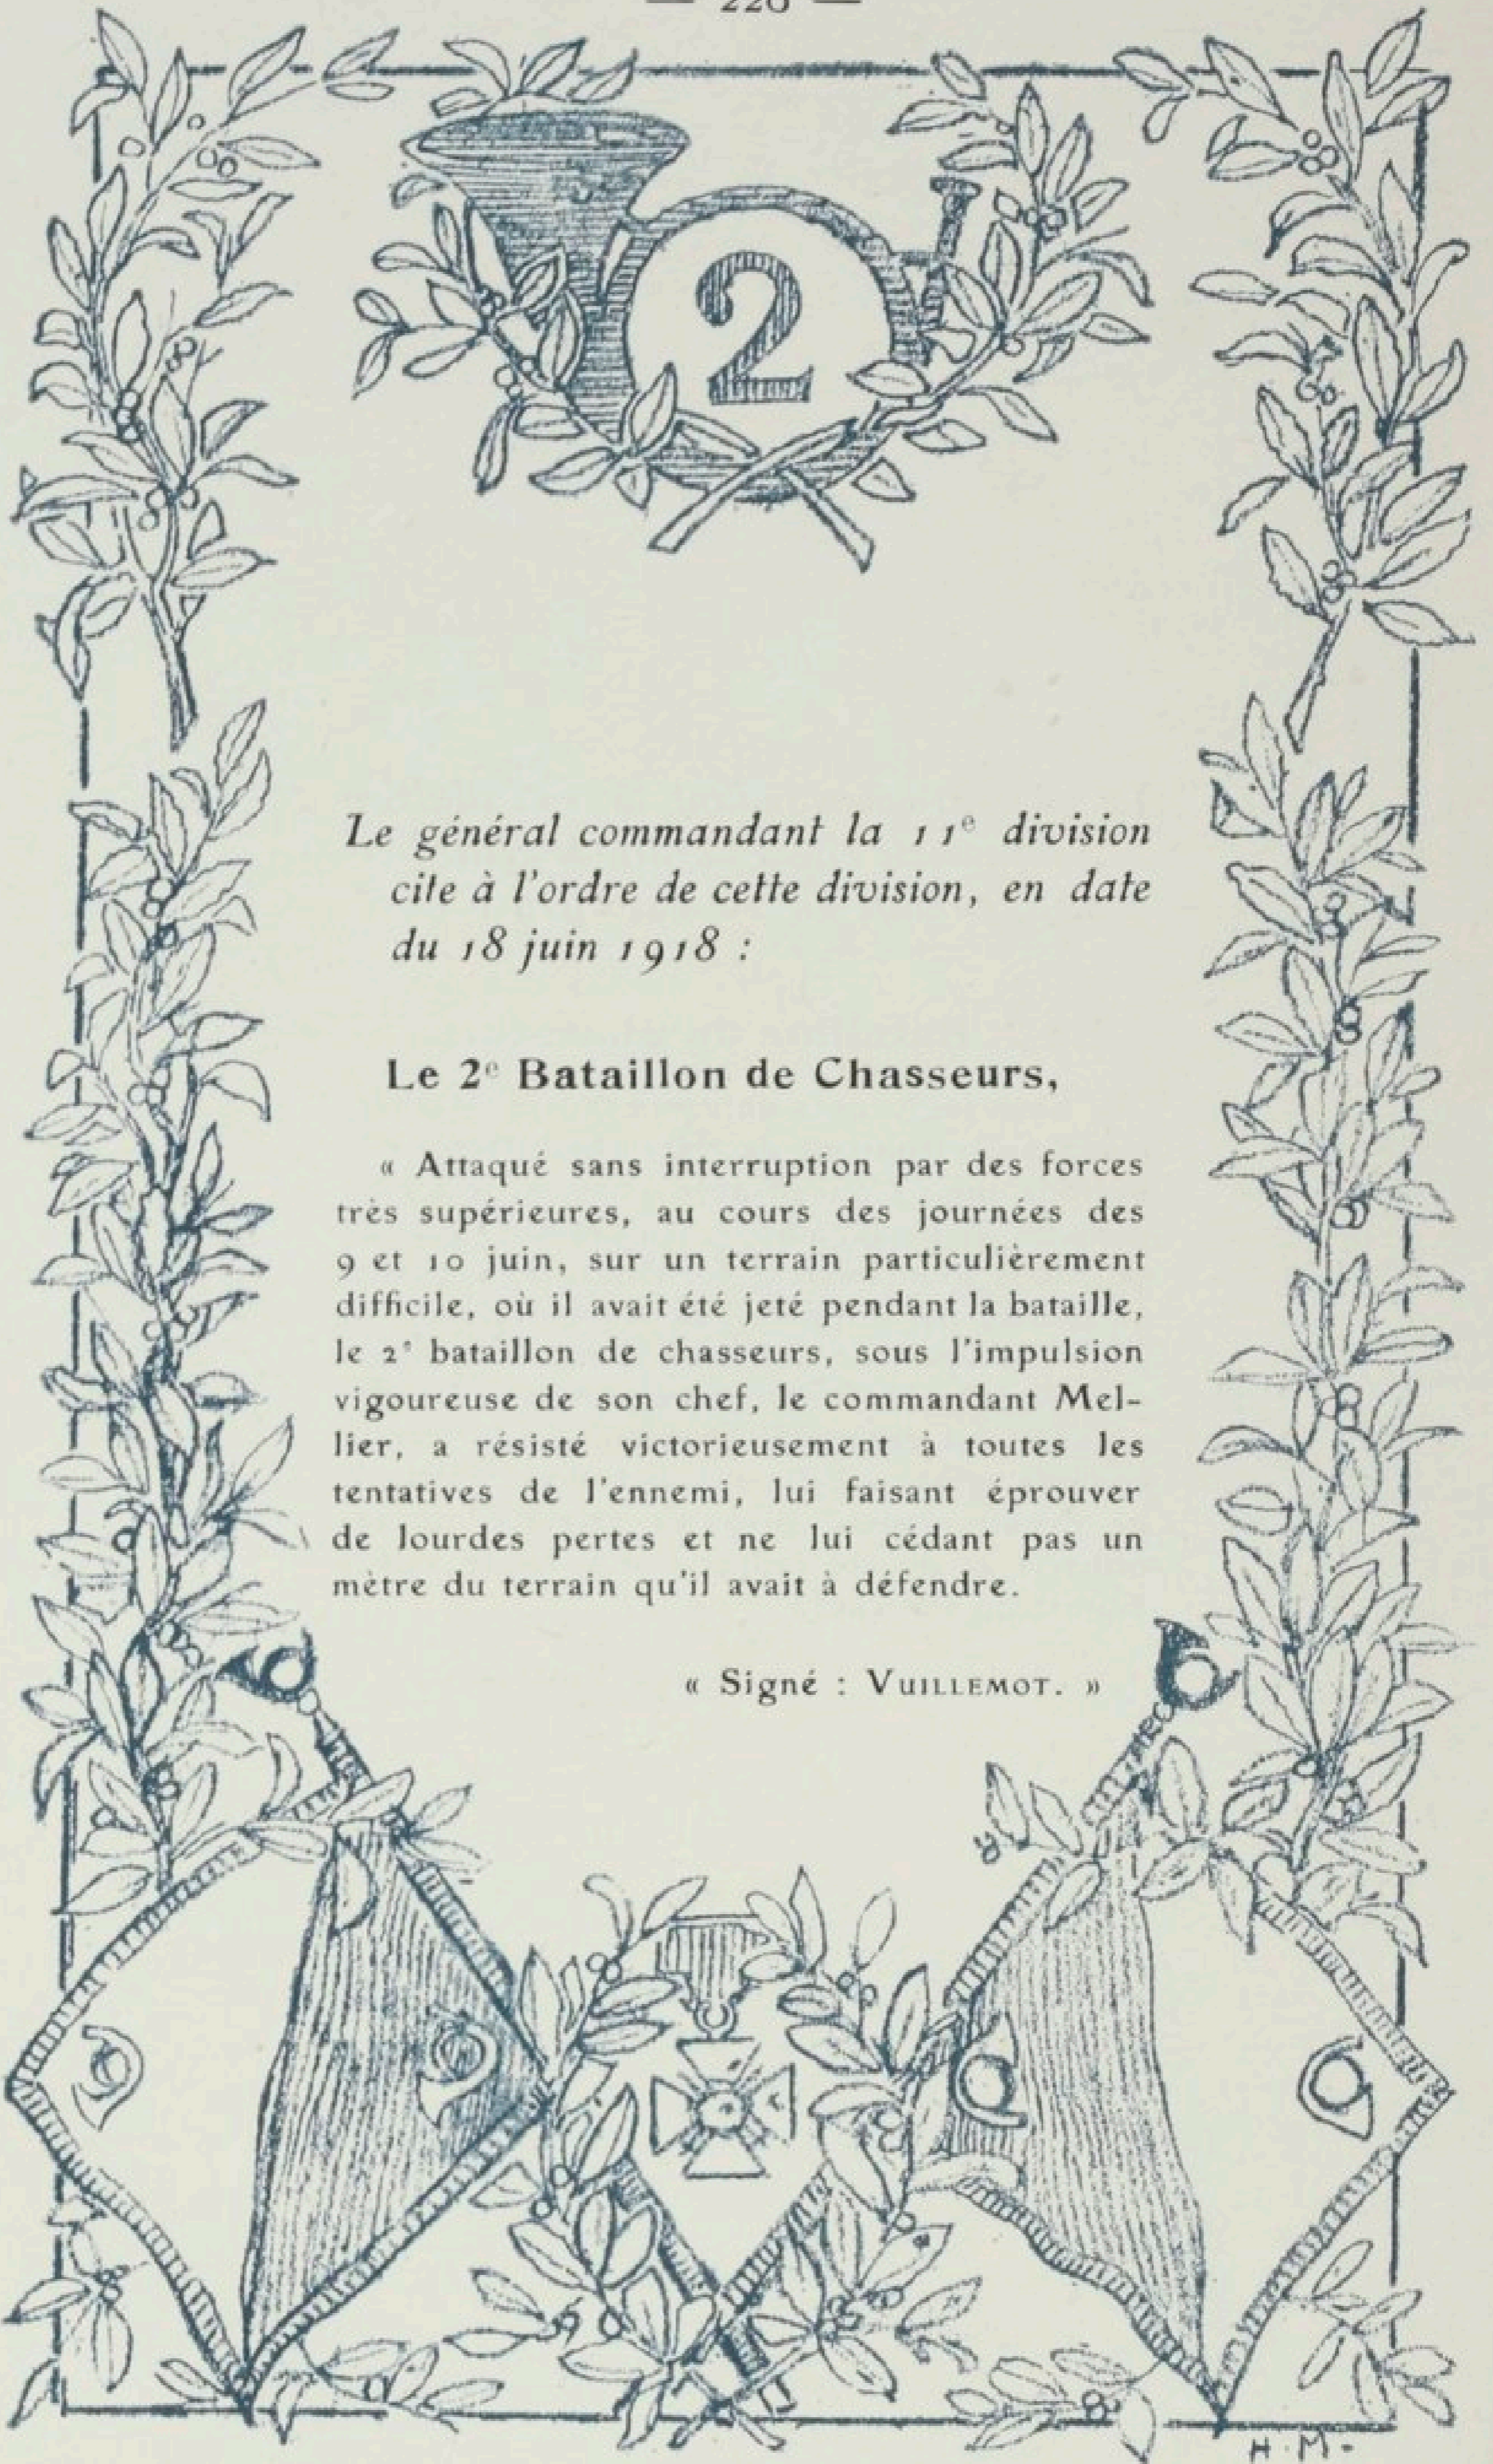 2
Le général commandant la 11e division
cite à l'ordre de cette division, en date
du 18 juin 1918 :
Le 2e Bataillon de Chasseurs,
« Attaqué sans interruption par des forces
très supérieures, au cours des journées des
9 et 10 juin, sur un terrain particulièrement
difficile, où il avait été jeté pendant la bataille,
le 2e bataillon de chasseurs, sous l'impulsion
vigoureuse de son chef, le commandant Mel-
lier, a résisté victorieusement à toutes les
tentatives de l'ennemi, lui faisant éprouver
de lourdes pertes et ne lui cédant pas un
mètre du terrain qu'il avait à défendre.
« Signé : VUILLEMOT. »
H.M.